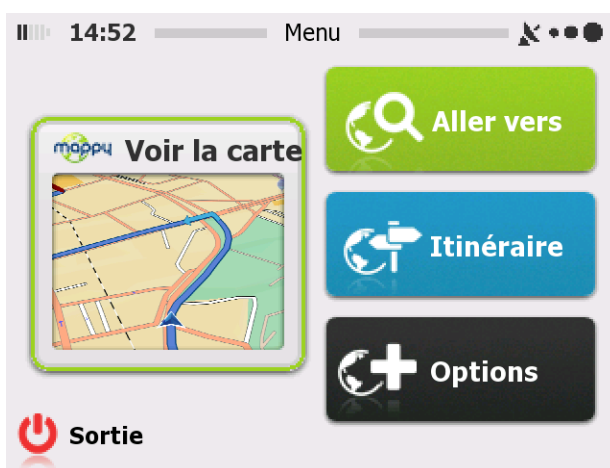 14:52 Menu
Aller vers
mappy Voir la carte
Itinéraire
Options
Sortie